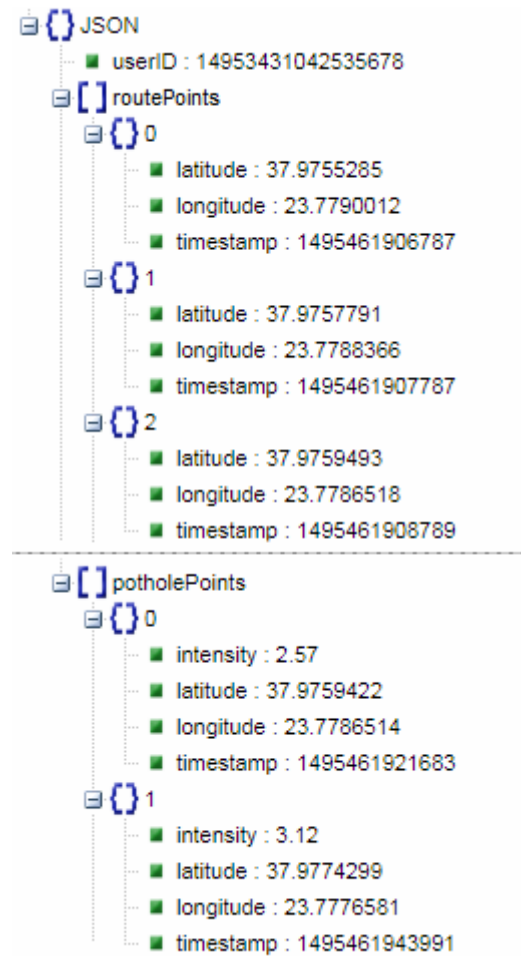 JSON
userID : 14953431042535678
routePoints
0
latitude : 37.9755285
longitude : 23.7790012
timestamp : 1495461906787
1
latitude : 37.9757791
longitude : 23.7788366
timestamp : 1495461907787
2
latitude : 37.9759493
longitude : 23.7786518
timestamp : 1495461908789
potholePoints
0
intensity : 2.57
latitude : 37.9759422
longitude : 23.7786514
timestamp : 1495461921683
1
intensity : 3.12
latitude : 37.9774299
longitude : 23.7776581
timestamp : 1495461943991